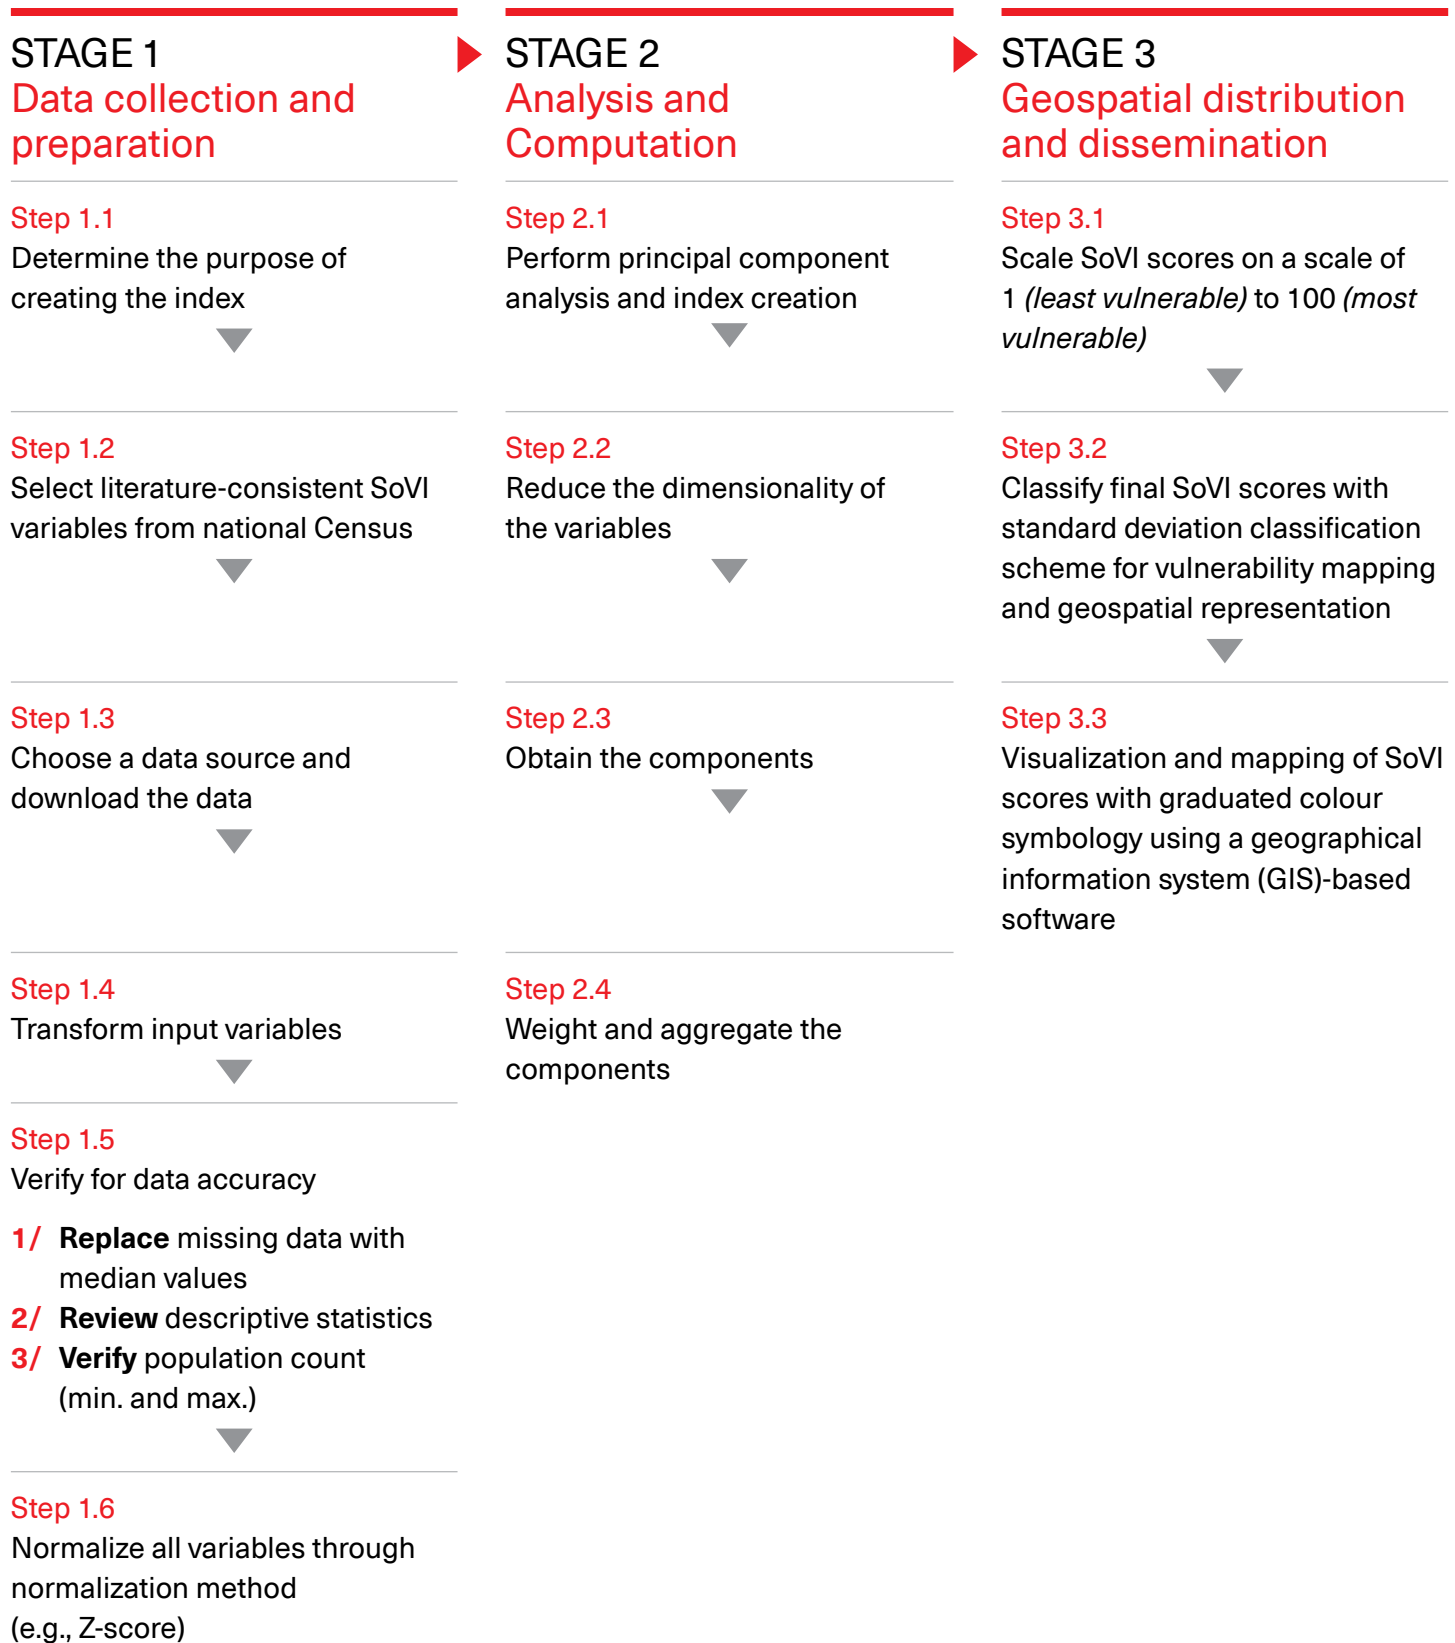 STAGE 1
Data collection and
preparation
Step 1.1
Determine the purpose of
creating the index
Step 1.2
Select literature-consistent SoVI
variables from national Census
Step 1.3
Choose a data source and
download the data
Step 1.4
Transform input variables
Step 1.5
Verify for data accuracy
1/ Replace missing data with
median values
2/ Review descriptive statistics
3/ Verify population count
(min. and max.)
Step 1.6
Normalize all variables through
normalization method
(e.g., Z-score)
STAGE 2
Analysis and
Computation
Step 2.1
Perform principal component
analysis and index creation
Step 2.2
Reduce the dimensionality of
the variables
Step 2.3
Obtain the components
Step 2.4
Weight and aggregate the
components
STAGE 3
Geospatial distribution
and dissemination
Step 3.1
Scale SoVI scores on a scale of
1 (least vulnerable) to 100 (most
vulnerable)
Step 3.2
Classify final SoVI scores with
standard deviation classification
scheme for vulnerability mapping
and geospatial representation
Step 3.3
Visualization and mapping of SoVI
scores with graduated colour
symbology using a geographical
information system (GIS)-based
software